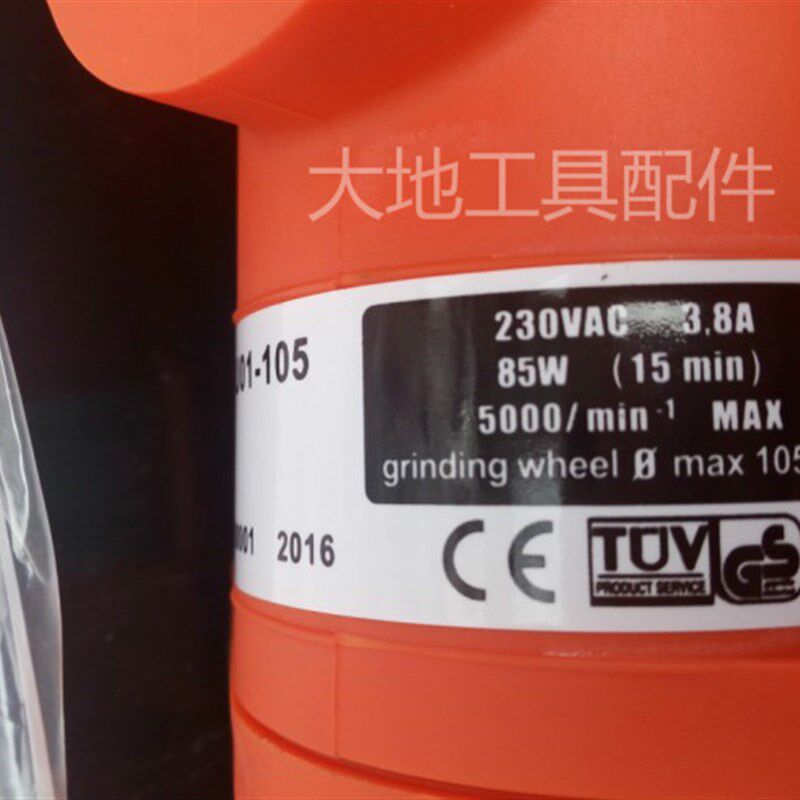 大地工具配件
230VAC 3.8A
01-105
85W (15 min)
5000/min⁻¹ MAX
grinding wheel Ø max 105
001 2016
CE TÜV GS
PRODUCT SERVICE